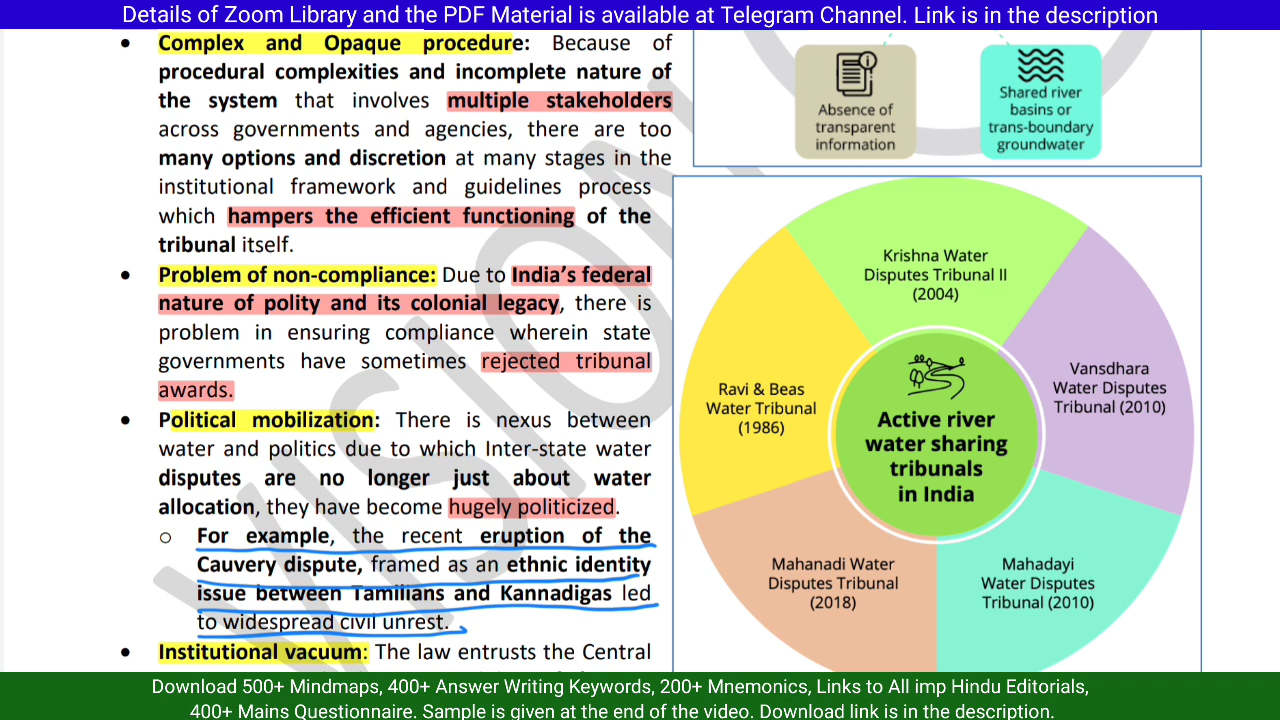 Details of Zoom Library and the PDF Material is available at Telegram Channel. Link is in the description
• Complex and Opaque procedure: Because of
procedural complexities and incomplete nature of
the system that involves multiple stakeholders
across governments and agencies, there are too
many options and discretion at many stages in the
institutional framework and guidelines process
which hampers the efficient functioning of the
tribunal itself.
• Problem of non-compliance: Due to India's federal
nature of polity and its colonial legacy, there is
problem in ensuring compliance wherein state
governments have sometimes rejected tribunal
awards.
• Political mobilization: There is nexus between
water and politics due to which Inter-state water
disputes are no longer just about water
allocation, they have become hugely politicized.
o For example, the recent eruption of the
Cauvery dispute, framed as an ethnic identity
issue between Tamilians and Kannadigas led
to widespread civil unrest.
• Institutional vacuum: The law entrusts the Central
Absence of
transparent
information
Shared river
basins or
trans-boundary
groundwater
Krishna Water
Disputes Tribunal II
(2004)
Vansdhara
Water Disputes
Tribunal (2010)
Mahadayi
Water Disputes
Tribunal (2010)
Mahanadi Water
Disputes Tribunal
(2018)
Ravi & Beas
Water Tribunal
(1986)
Active river
water sharing
tribunals
in India
VISION
Download 500+ Mindmaps, 400+ Answer Writing Keywords, 200+ Mnemonics, Links to All imp Hindu Editorials,
400+ Mains Questionnaire. Sample is given at the end of the video. Download link is in the description.